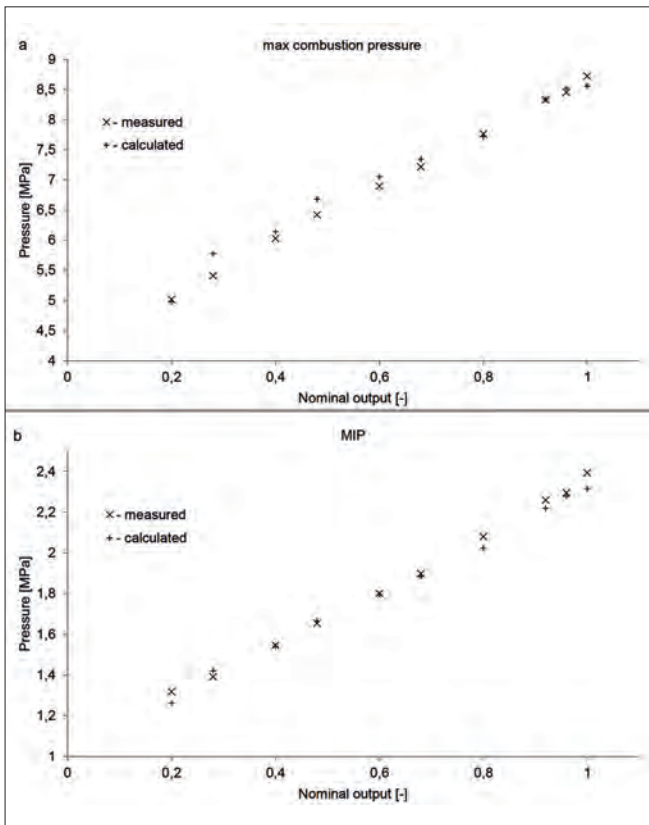 a
max combustion pressure
9
8,5
8
7,5
7
6,5
6
5,5
5
4,5
4
Pressure [MPa]
×- measured
+- calculated
0
0,2
0,4
0,6
0,8
1
Nominal output [-]
b
MIP
2,4
2,2
2
1,8
1,6
1,4
1,2
1
Pressure [MPa]
×- measured
+- calculated
0
0,2
0,4
0,6
0,8
1
Nominal output [-]